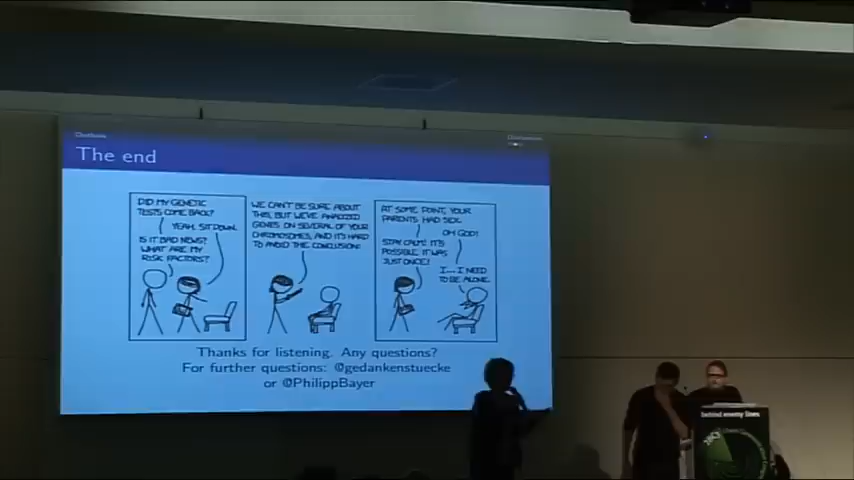 The end
DID MY GENETIC
TESTS COME BACK?
YEAH. SIT DOWN.
IS IT BAD NEWS?
WHAT ARE MY
RISK FACTORS?
WE CAN'T BE SURE ABOUT
THIS, BUT WE'VE ANALYZED
GENES ON SEVERAL OF YOUR
CHROMOSOMES, AND IT'S HARD
TO AVOID THE CONCLUSION:
AT SOME POINT, YOUR
PARENTS HAD SEX.
OH GOD!
STAY CALM! IT'S
POSSIBLE IT WAS
JUST ONCE!
I—I NEED
TO BE ALONE.
Thanks for listening. Any questions?
For further questions: @gedankenstuecke
or @PhilippBayer
behind enemy lines